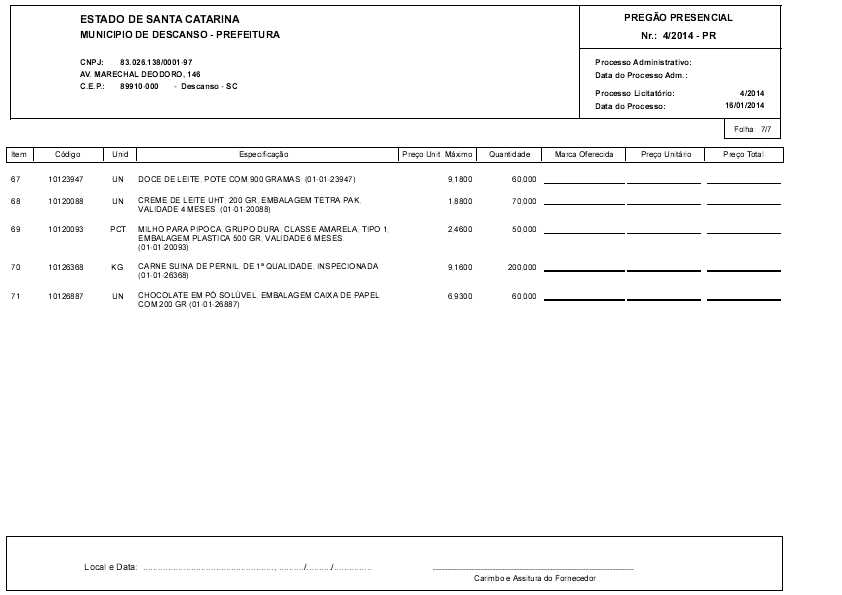 ESTADO DE SANTA CATARINA
MUNICIPIO DE DESCANSO - PREFEITURA
CNPJ: 83.026.138/0001-97
AV. MARECHAL DEODORO, 146
C.E.P.: 89910-000 - Descanso - SC
PREGÃO PRESENCIAL
Nr.: 4/2014 - PR
Processo Administrativo:
Data do Processo Adm.:
Processo Licitatório: 4/2014
Data do Processo: 16/01/2014
Folha: 7/7
Item Código Unid Especificação Preço Unit. Máximo Quantidade Marca Oferecida Preço Unitário Preço Total
67 10123947 UN DOCE DE LEITE, POTE COM 900 GRAMAS. (01-01-23947) 9,1800 60,000
68 10120088 UN CREME DE LEITE UHT, 200 GR, EMBALAGEM TETRA PAK, 1,8800 70,000
VALIDADE 4 MESES. (01-01-20088)
69 10120093 PCT MILHO PARA PIPOCA, GRUPO DURA, CLASSE AMARELA, TIPO 1, 2,4600 50,000
EMBALAGEM PLASTICA 500 GR, VALIDADE 6 MESES.
(01-01-20093)
70 10126368 KG CARNE SUINA DE PERNIL, DE 1ª QUALIDADE, INSPECIONADA. 9,1600 200,000
(01-01-26368)
71 10126887 UN CHOCOLATE EM PÓ SOLÚVEL, EMBALAGEM CAIXA DE PAPEL 6,9300 60,000
COM 200 GR (01-01-26887)
Local e Data: ......................................................, ........../........../...............
Carimbo e Assitura do Fornecedor